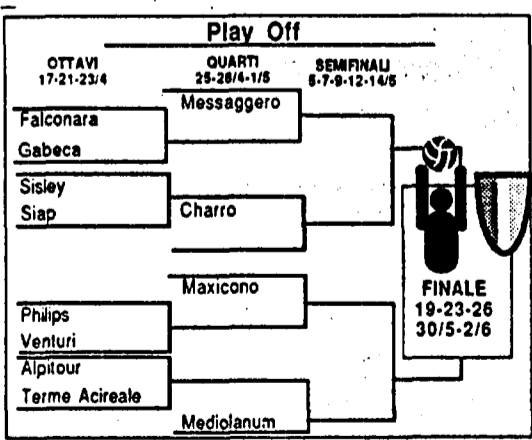 Play Off
OTTAVI
17-21-23/4
QUARTI
25-28/4-1/5
SEMIFINALI
5-7-9-12-14/5
Messaggero
Falconara
Gabeca
Sisley
Siap
Charro
Maxicono
Philips
Venturi
Alpitour
Terme Acireale
Mediolanum
FINALE
19-23-26
30/5-2/6